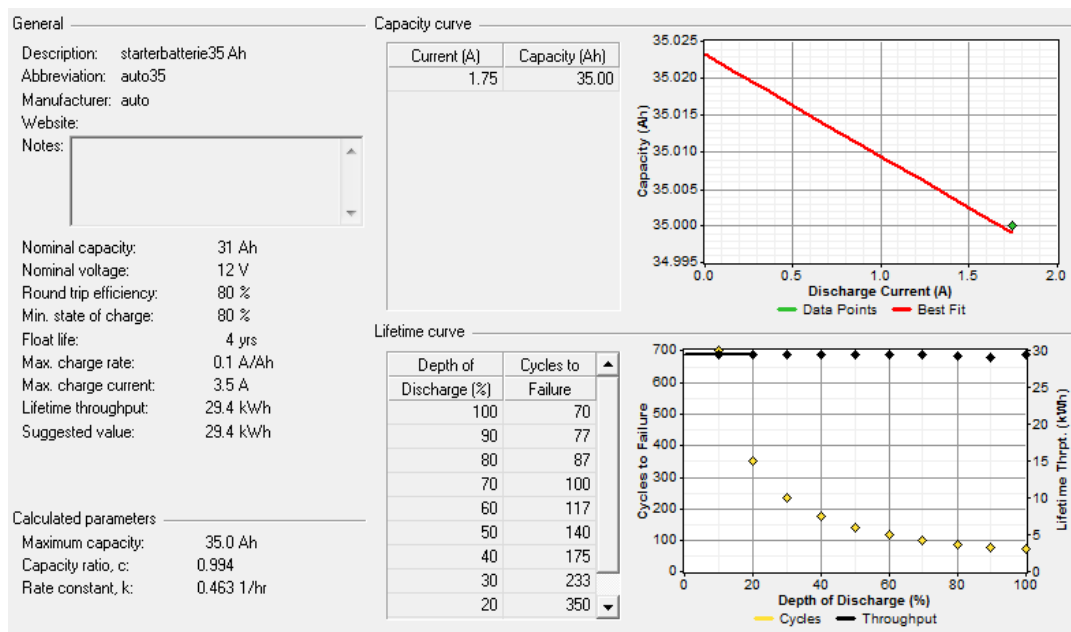 General
Description: starterbatterie35 Ah
Abbreviation: auto35
Manufacturer: auto
Website:
Notes:
Nominal capacity: 31 Ah
Nominal voltage: 12 V
Round trip efficiency: 80 %
Min. state of charge: 80 %
Float life: 4 yrs
Max. charge rate: 0.1 A/Ah
Max. charge current: 3.5 A
Lifetime throughput: 29.4 kWh
Suggested value: 29.4 kWh
Calculated parameters
Maximum capacity: 35.0 Ah
Capacity ratio, c: 0.994
Rate constant, k: 0.463 1/hr
Capacity curve
Current (A) Capacity (Ah)
1.75 35.00
Capacity (Ah)
35.025
35.020
35.015
35.010
35.005
35.000
34.995
0.0 0.5 1.0 1.5 2.0
Discharge Current (A)
Data Points Best Fit
Lifetime curve
Depth of Cycles to
Discharge (%) Failure
100 70
90 77
80 87
70 100
60 117
50 140
40 175
30 233
20 350
Cycles to Failure
700
600
500
400
300
200
100
0
0 20 40 60 80 100
Depth of Discharge (%)
30
25
20
15
10
5
0
Lifetime Thrpt. (kWh)
Cycles Throughput